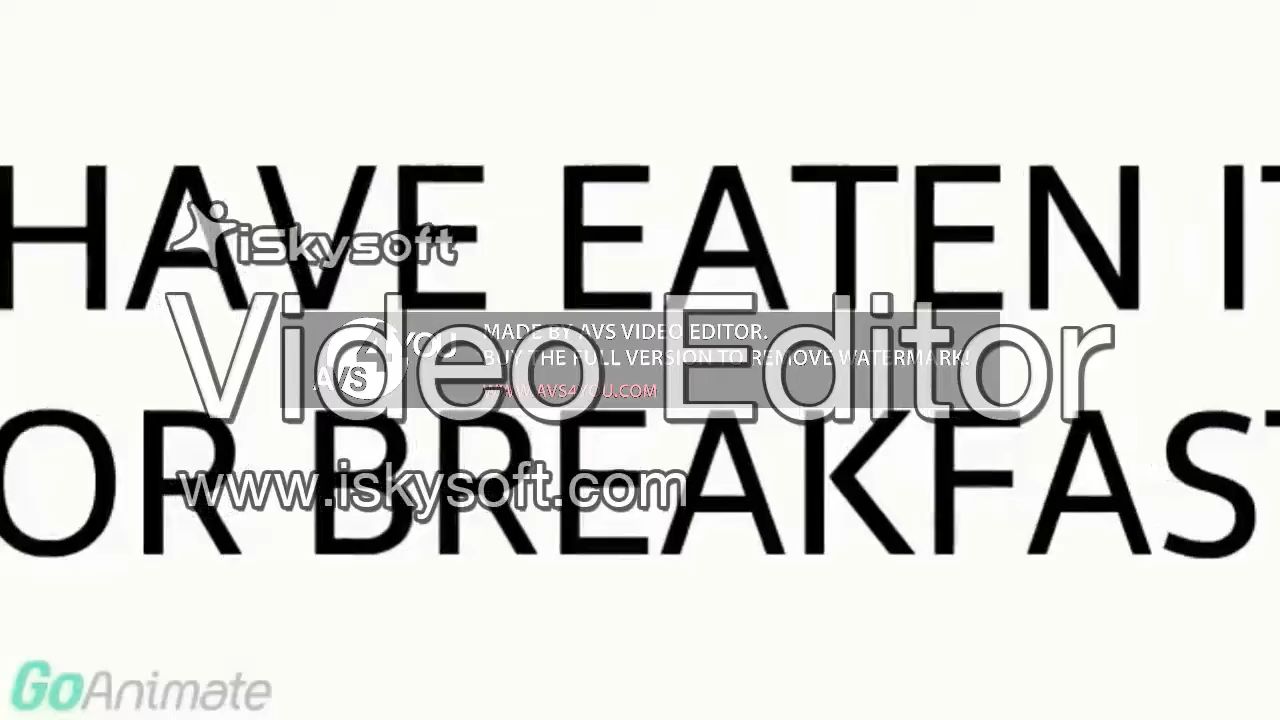 HAVE EATEN IT
iSkysoft
Video Editor
AVS4YOU
MADE BY AVS VIDEO EDITOR.
BUY THE FULL VERSION TO REMOVE WATERMARK!
WWW.AVS4YOU.COM
OR BREAKFAST
www.iskysoft.com
GoAnimate